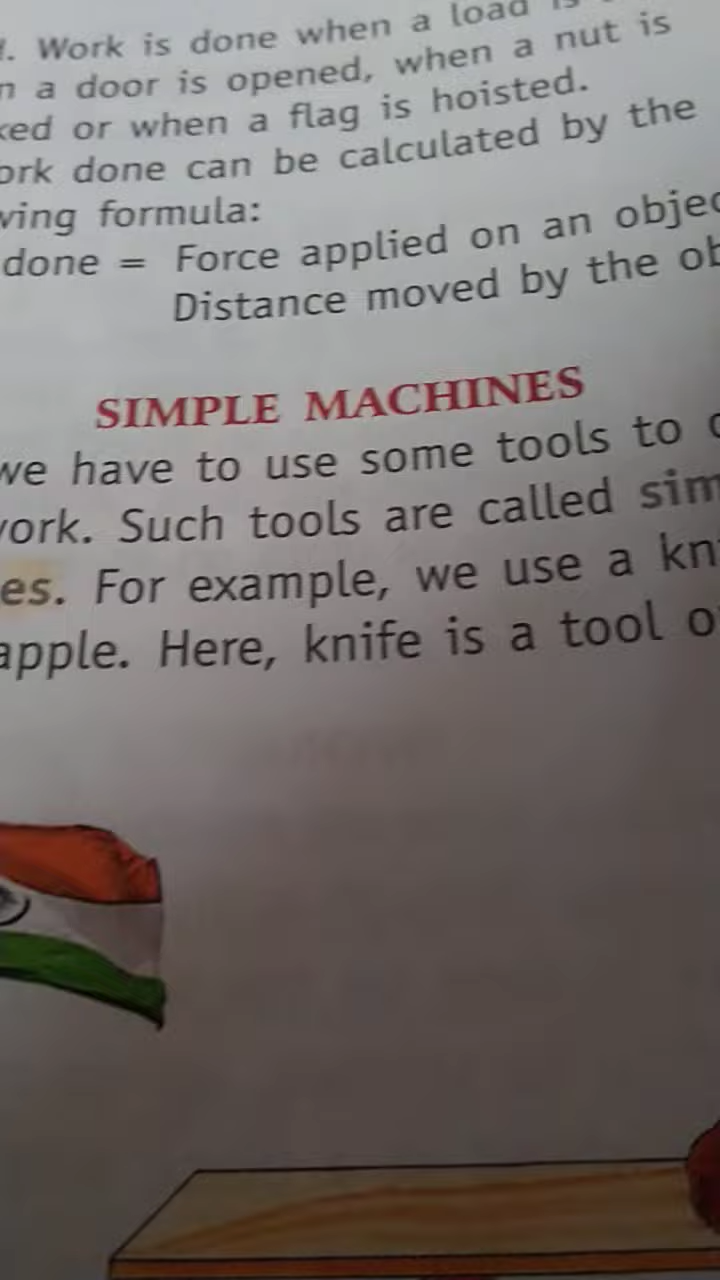 . Work is done when a load is
a door is opened, when a nut is
ked or when a flag is hoisted.
ork done can be calculated by the
wing formula:
done = Force applied on an objec
Distance moved by the ob
SIMPLE MACHINES
we have to use some tools to
work. Such tools are called sim
es. For example, we use a kn
apple. Here, knife is a tool o